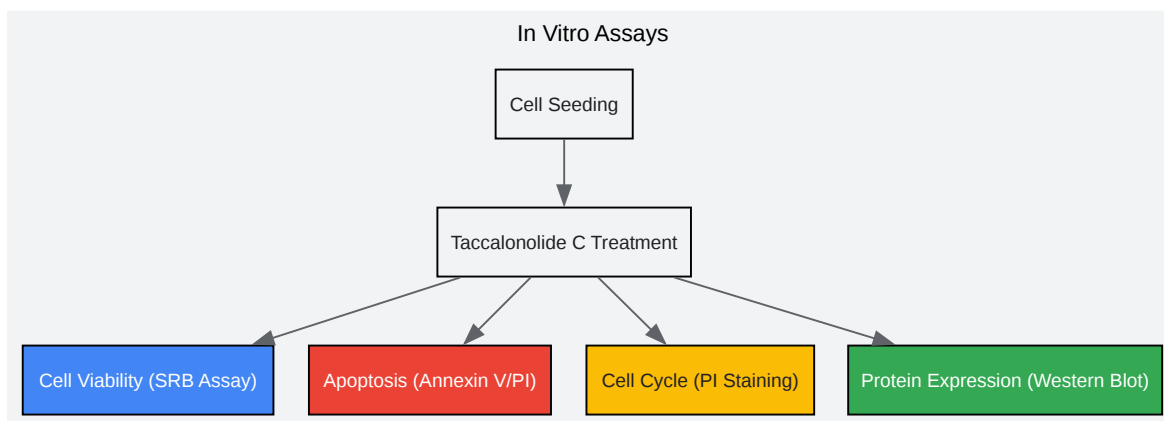 In Vitro Assays
Cell Seeding
Taccalonolide C Treatment
Cell Viability (SRB Assay)
Apoptosis (Annexin V/PI)
Cell Cycle (PI Staining)
Protein Expression (Western Blot)